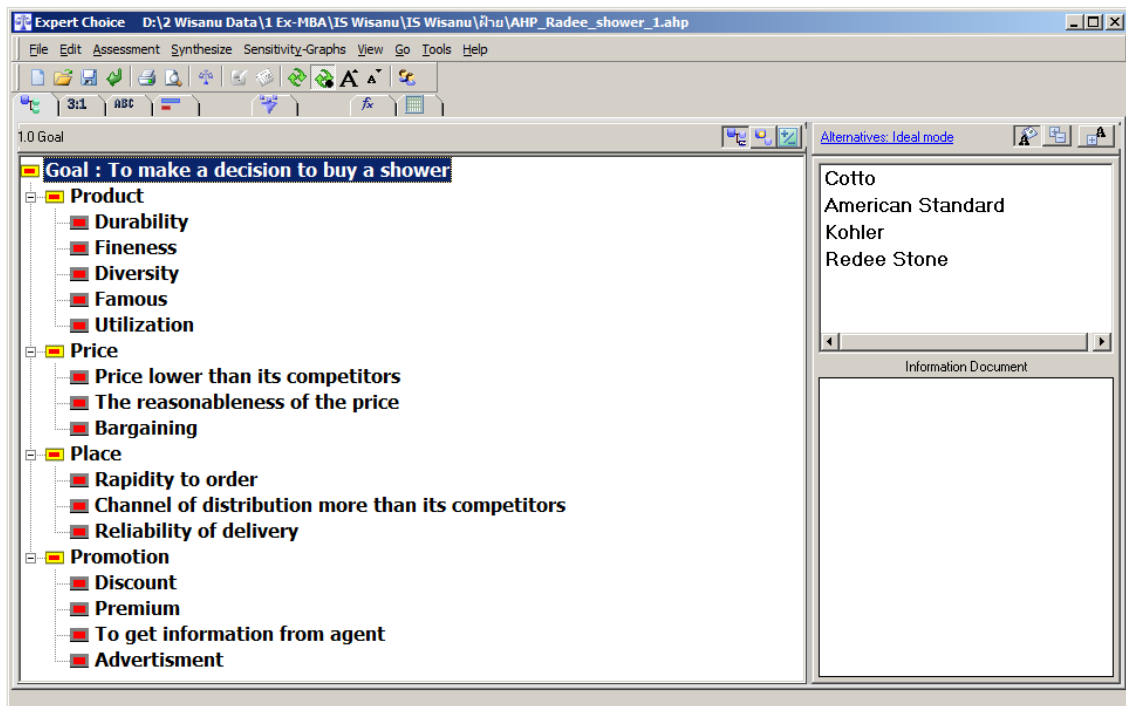 Expert Choice D:\2 Wisanu Data\1 Ex-MBA\IS Wisanu\IS Wisanu\ฝ้าย\AHP_Radee_shower_1.ahp
File Edit Assessment Synthesize Sensitivity-Graphs View Go Tools Help
A A
3:1 ABC fx
1.0 Goal
Alternatives: Ideal mode
A A
Goal : To make a decision to buy a shower
Product
Durability
Fineness
Diversity
Famous
Utilization
Price
Price lower than its competitors
The reasonableness of the price
Bargaining
Place
Rapidity to order
Channel of distribution more than its competitors
Reliability of delivery
Promotion
Discount
Premium
To get information from agent
Advertisment
Cotto
American Standard
Kohler
Redee Stone
Information Document